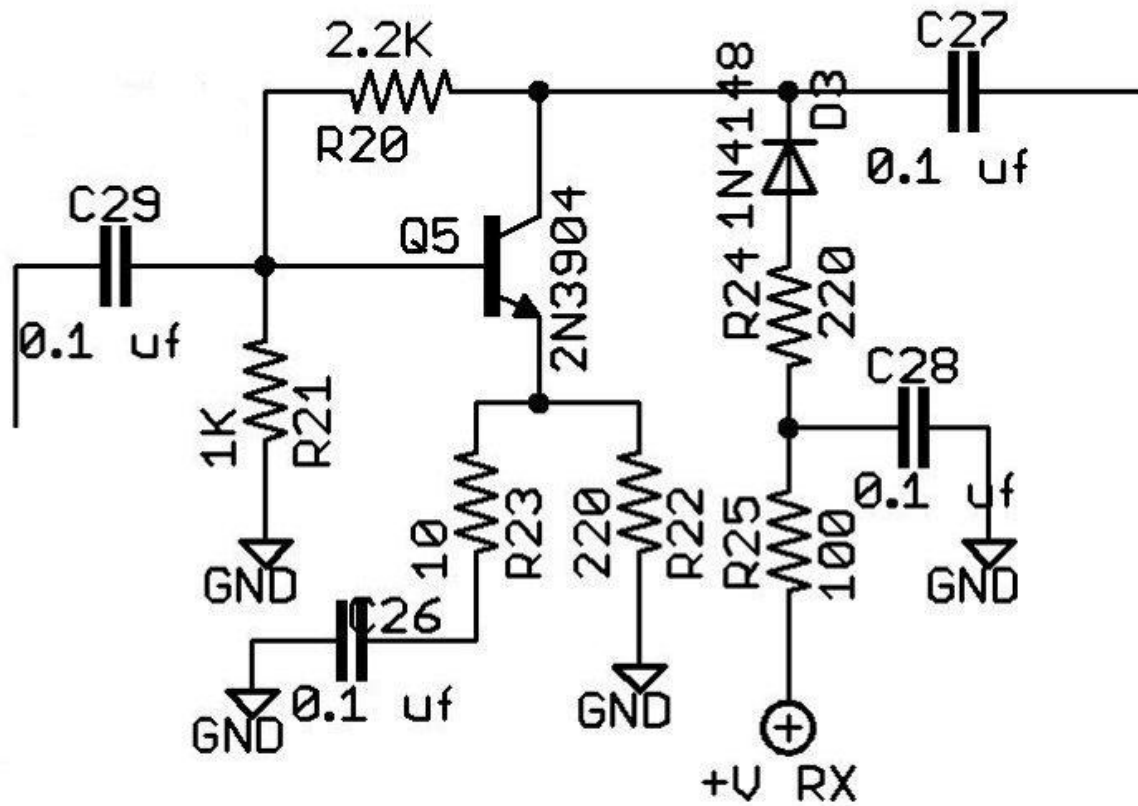 C27
2.2K
R20
1N4148
D3
0.1 uf
C29
Q5
2N3904
R24
220
0.1 uf
C28
1K
R21
10
R23
220
R22
R25
100
0.1 uf
GND
GND
C26
0.1 uf
GND
GND
+V RX